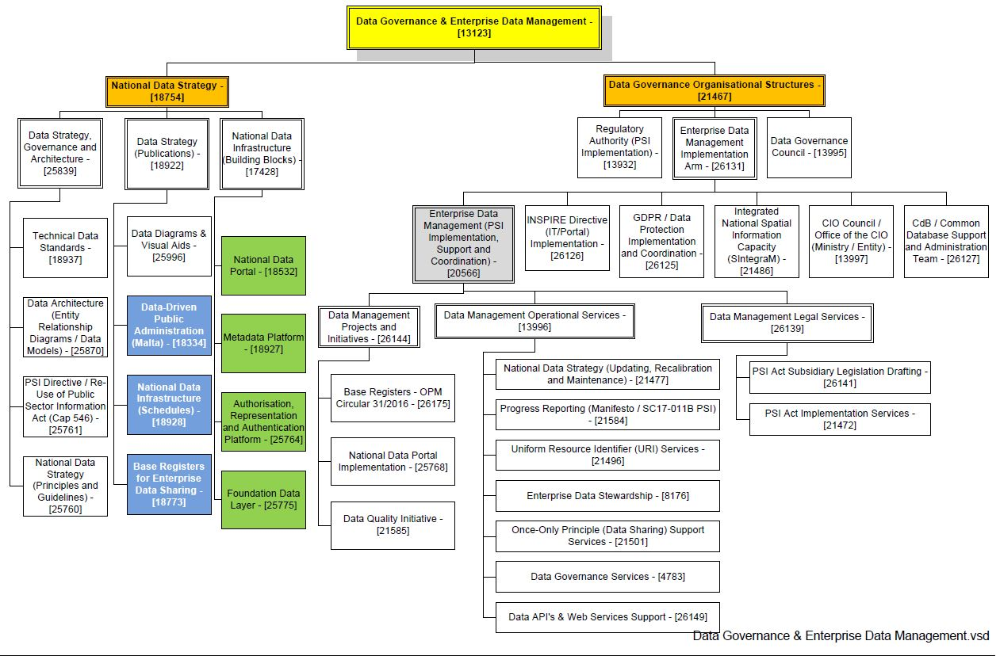 Data Governance & Enterprise Data Management -
[13123]
National Data Strategy -
[18754]
Data Governance Organisational Structures -
[21467]
Data Strategy,
Governance and
Architecture -
[25839]
Data Strategy
(Publications) -
[18922]
National Data
Infrastructure
(Building Blocks) -
[17428]
Regulatory
Authority (PSI
Implementation) -
[13932]
Enterprise Data
Management
Implementation
Arm - [26131]
Data Governance
Council - [13995]
Technical Data
Standards -
[18937]
Data Architecture
(Entity
Relationship
Diagrams / Data
Models) - [25870]
PSI Directive / Re-
Use of Public
Sector Information
Act (Cap 546) -
[25761]
National Data
Strategy
(Principles and
Guidelines) -
[25760]
Data Diagrams &
Visual Aids -
[25996]
Data-Driven
Public
Administration
(Malta) - [18334]
National Data
Infrastructure
(Schedules) -
[18928]
Base Registers
for Enterprise
Data Sharing -
[18773]
National Data
Portal - [18532]
Metadata Platform
- [18927]
Authorisation,
Representation
and Authentication
Platform - [25764]
Foundation Data
Layer - [25775]
Enterprise Data
Management (PSI
Implementation,
Support and
Coordination) -
[20566]
INSPIRE Directive
(IT/Portal)
Implementation -
[26126]
GDPR / Data
Protection
Implementation
and Coordination -
[26125]
Integrated
National Spatial
Information
Capacity
(SIntegraM) -
[21486]
CIO Council /
Office of the CIO
(Ministry / Entity) -
[13997]
CdB / Common
Database Support
and Administration
Team - [26127]
Data Management
Projects and
Initiatives - [26144]
Data Management Operational Services -
[13996]
Data Management Legal Services -
[26139]
Base Registers - OPM
Circular 31/2016 - [26175]
National Data Portal
Implementation - [25768]
Data Quality Initiative -
[21585]
National Data Strategy (Updating, Recalibration
and Maintenance) - [21477]
Progress Reporting (Manifesto / SC17-011B PSI)
- [21584]
Uniform Resource Identifier (URI) Services -
[21496]
Enterprise Data Stewardship - [8176]
Once-Only Principle (Data Sharing) Support
Services - [21501]
Data Governance Services - [4783]
Data API's & Web Services Support - [26149]
PSI Act Subsidiary Legislation Drafting -
[26141]
PSI Act Implementation Services -
[21472]
Data Governance & Enterprise Data Management.vsd